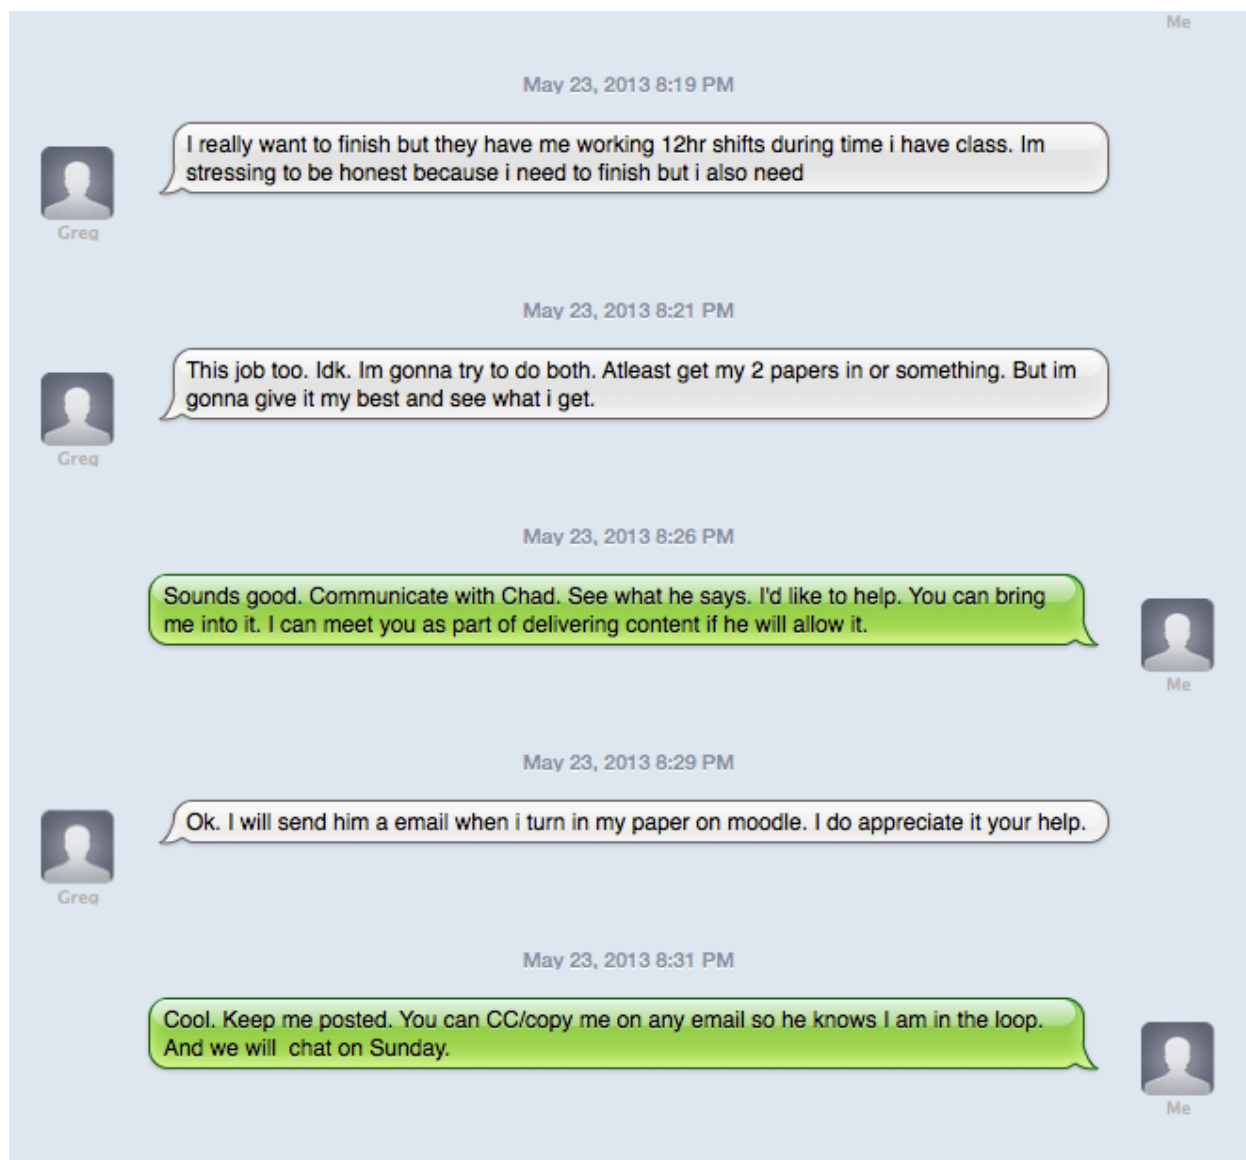 Me
May 23, 2013 8:19 PM
I really want to finish but they have me working 12hr shifts during time i have class. Im
stressing to be honest because i need to finish but i also need
Greg
May 23, 2013 8:21 PM
This job too. Idk. Im gonna try to do both. Atleast get my 2 papers in or something. But im
gonna give it my best and see what i get.
Greg
May 23, 2013 8:26 PM
Sounds good. Communicate with Chad. See what he says. I'd like to help. You can bring
me into it. I can meet you as part of delivering content if he will allow it.
Me
May 23, 2013 8:29 PM
Ok. I will send him a email when i turn in my paper on moodle. I do appreciate it your help.
Greg
May 23, 2013 8:31 PM
Cool. Keep me posted. You can CC/copy me on any email so he knows I am in the loop.
And we will  chat on Sunday.
Me